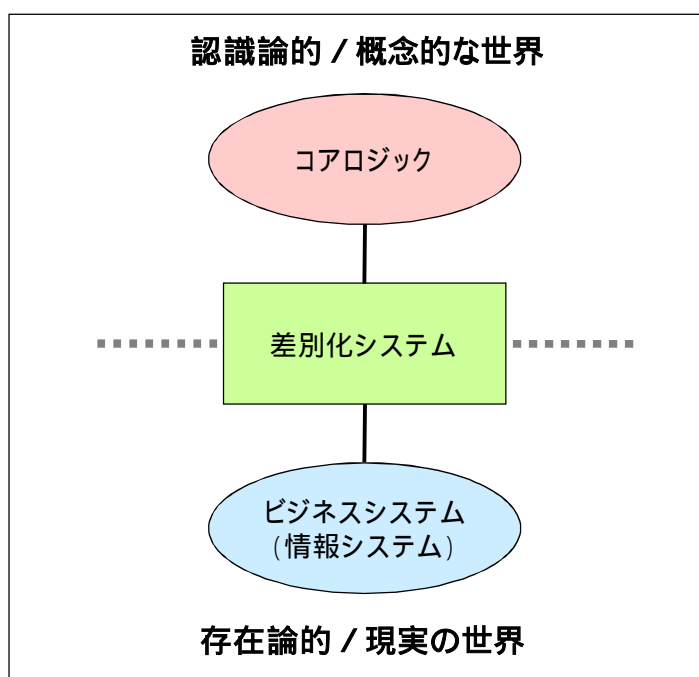 認識論的 / 概念的な世界
コアロジック
差別化システム
ビジネスシステム
(情報システム)
存在論的 / 現実の世界